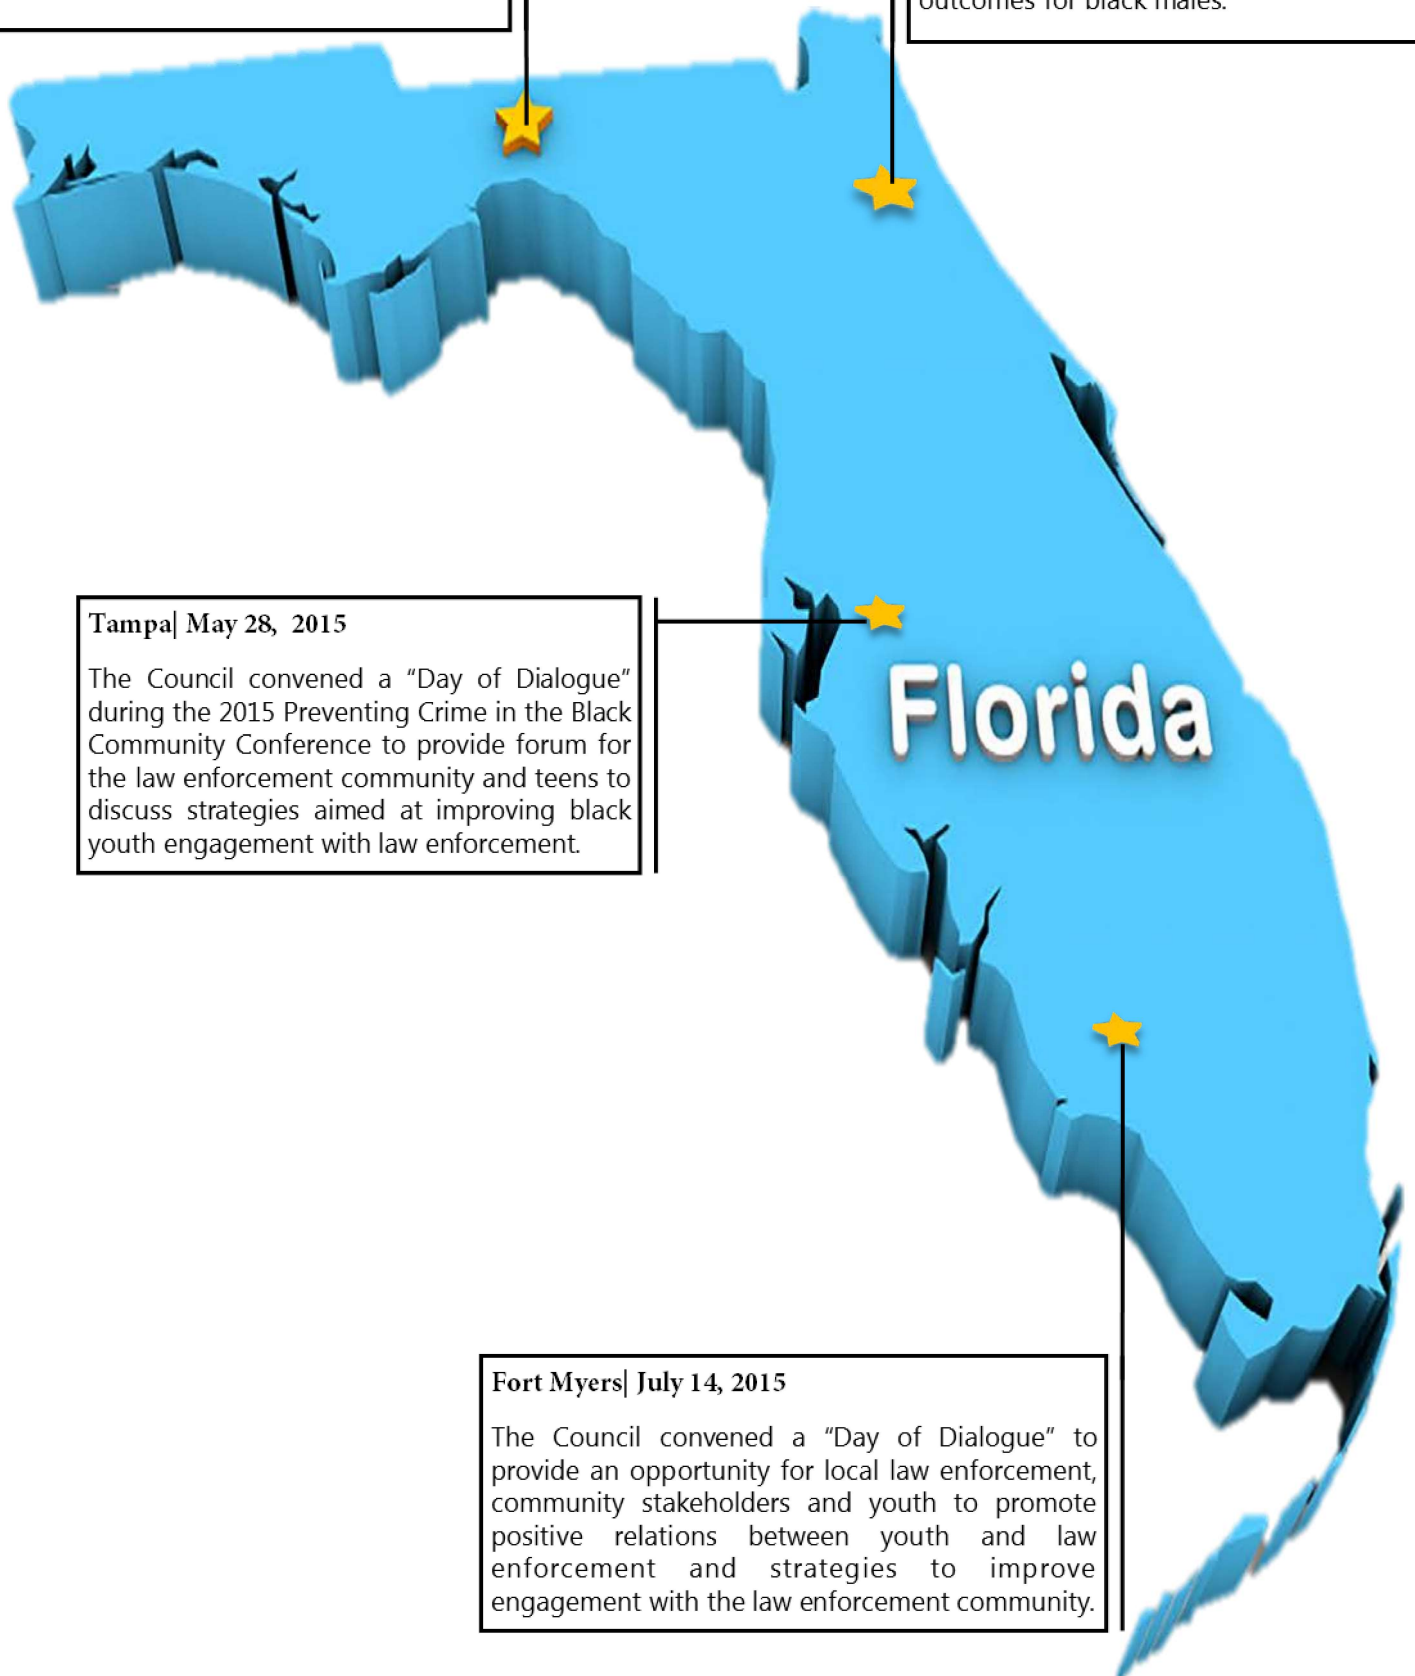 outcomes for black males.
Tampa| May 28, 2015
The Council convened a “Day of Dialogue”
during the 2015 Preventing Crime in the Black
Community Conference to provide forum for
the law enforcement community and teens to
discuss strategies aimed at improving black
youth engagement with law enforcement.
Florida
Fort Myers| July 14, 2015
The Council convened a “Day of Dialogue” to
provide an opportunity for local law enforcement,
community stakeholders and youth to promote
positive relations between youth and law
enforcement and strategies to improve
engagement with the law enforcement community.